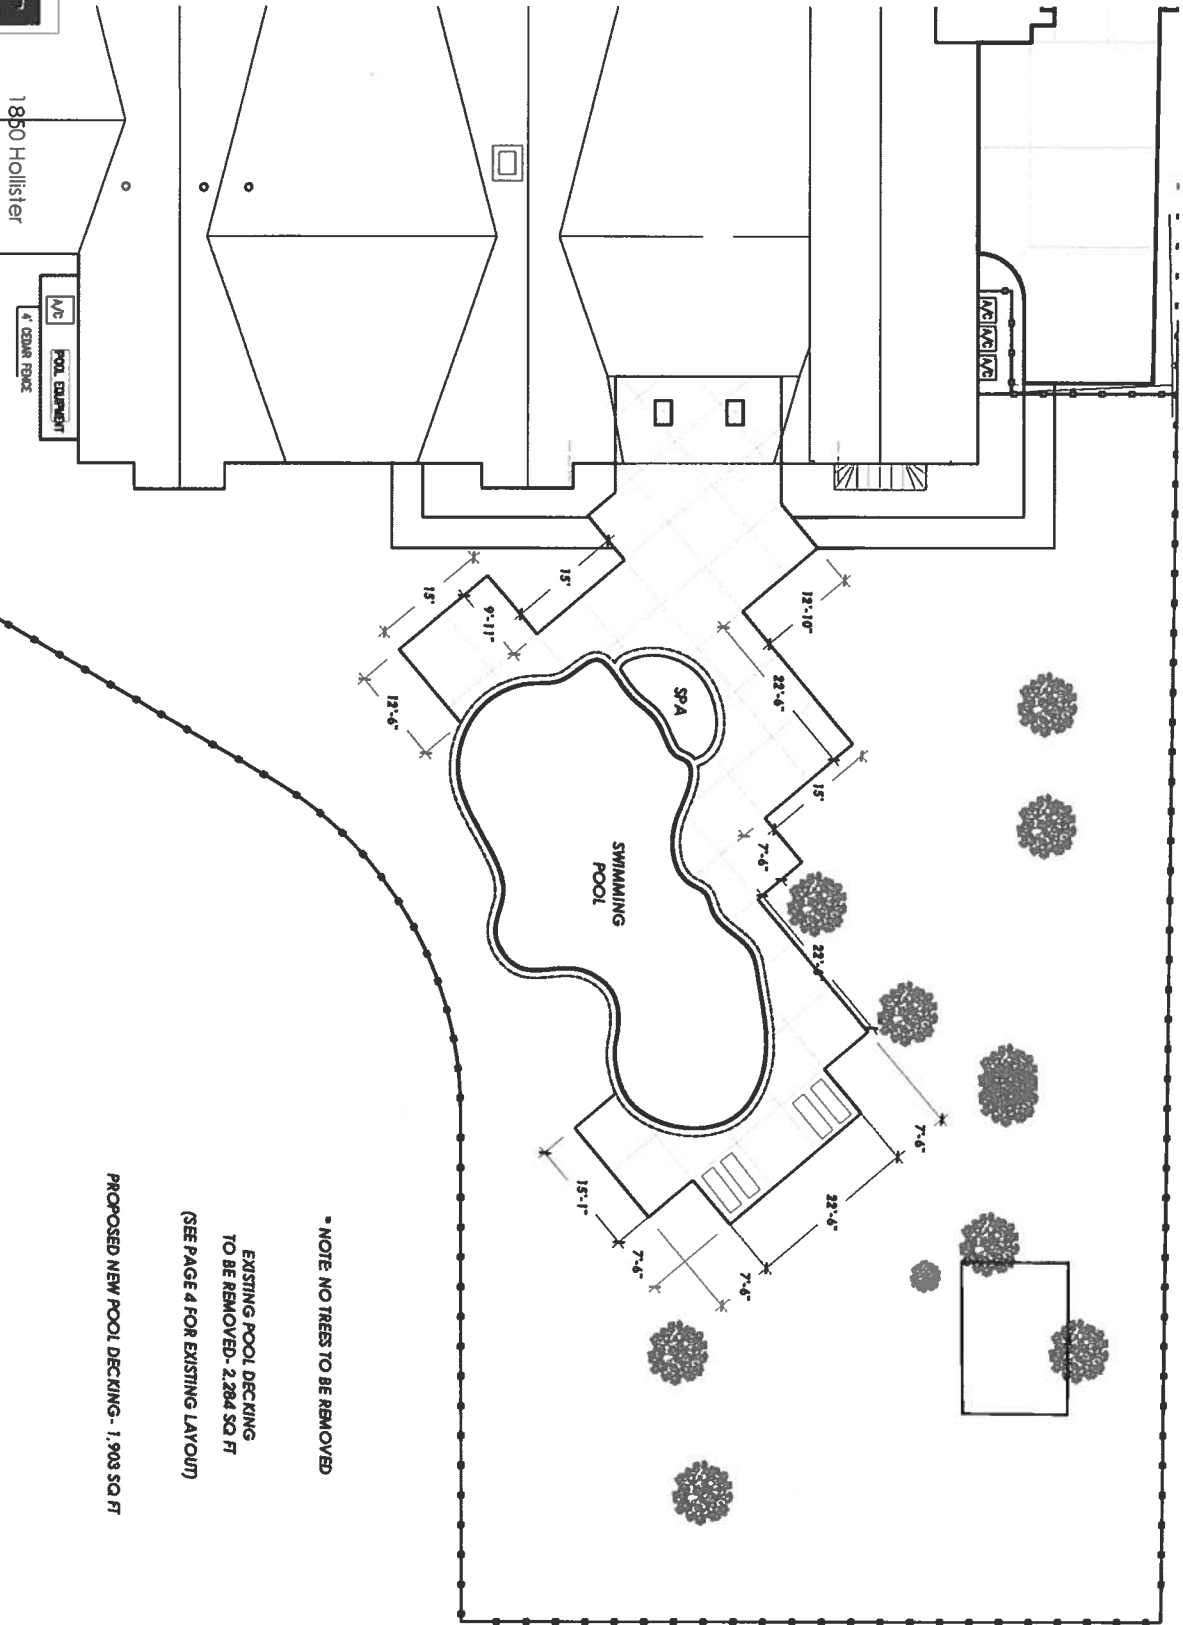 1850 Hollister
A/C
POOL EQUIPMENT
4' CEDAR FENCE
A/C
A/C
A/C
15'
15'
9'-11"
12'-6"
12'-10"
22'-6"
15'
7'-6"
22'-6"
SPA
SWIMMING
POOL
7'-6"
22'-6"
7'-6"
7'-6"
15'-1"
* NOTE: NO TREES TO BE REMOVED
EXISTING POOL DECKING
TO BE REMOVED- 2,284 SQ FT
(SEE PAGE 4 FOR EXISTING LAYOUT)
PROPOSED NEW POOL DECKING- 1,903 SQ FT